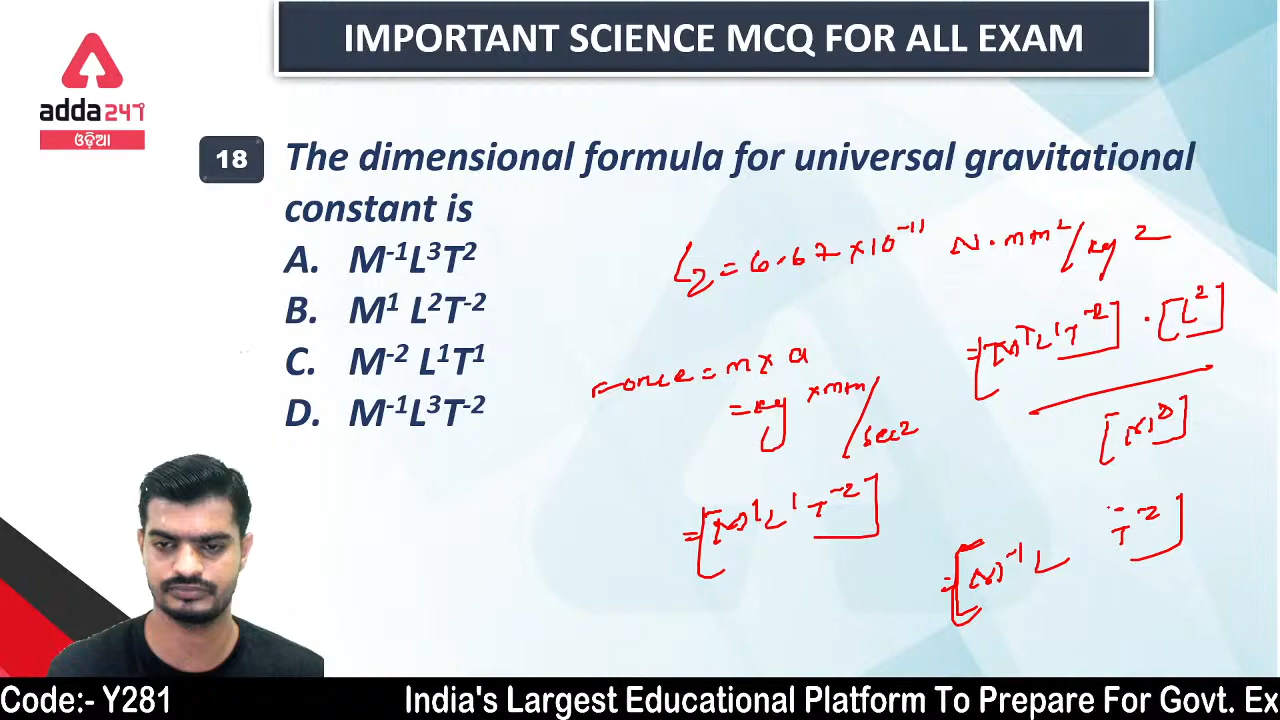 IMPORTANT SCIENCE MCQ FOR ALL EXAM
adda247
ଓଡ଼ିଆ
18 The dimensional formula for universal gravitational
constant is
A. M⁻¹L³T²
B. M¹ L²T⁻²
C. M⁻² L¹T¹
D. M⁻¹L³T⁻²
G = 6.67 × 10⁻¹¹ N.mm²/kg²
= [M¹L¹T⁻²] . [L²]
[M²]
Force = m × a
= kg × mm/sec²
= [M¹L¹T⁻²]
= [M⁻¹ L T⁻²]
Code:- Y281 India's Largest Educational Platform To Prepare For Govt. Ex